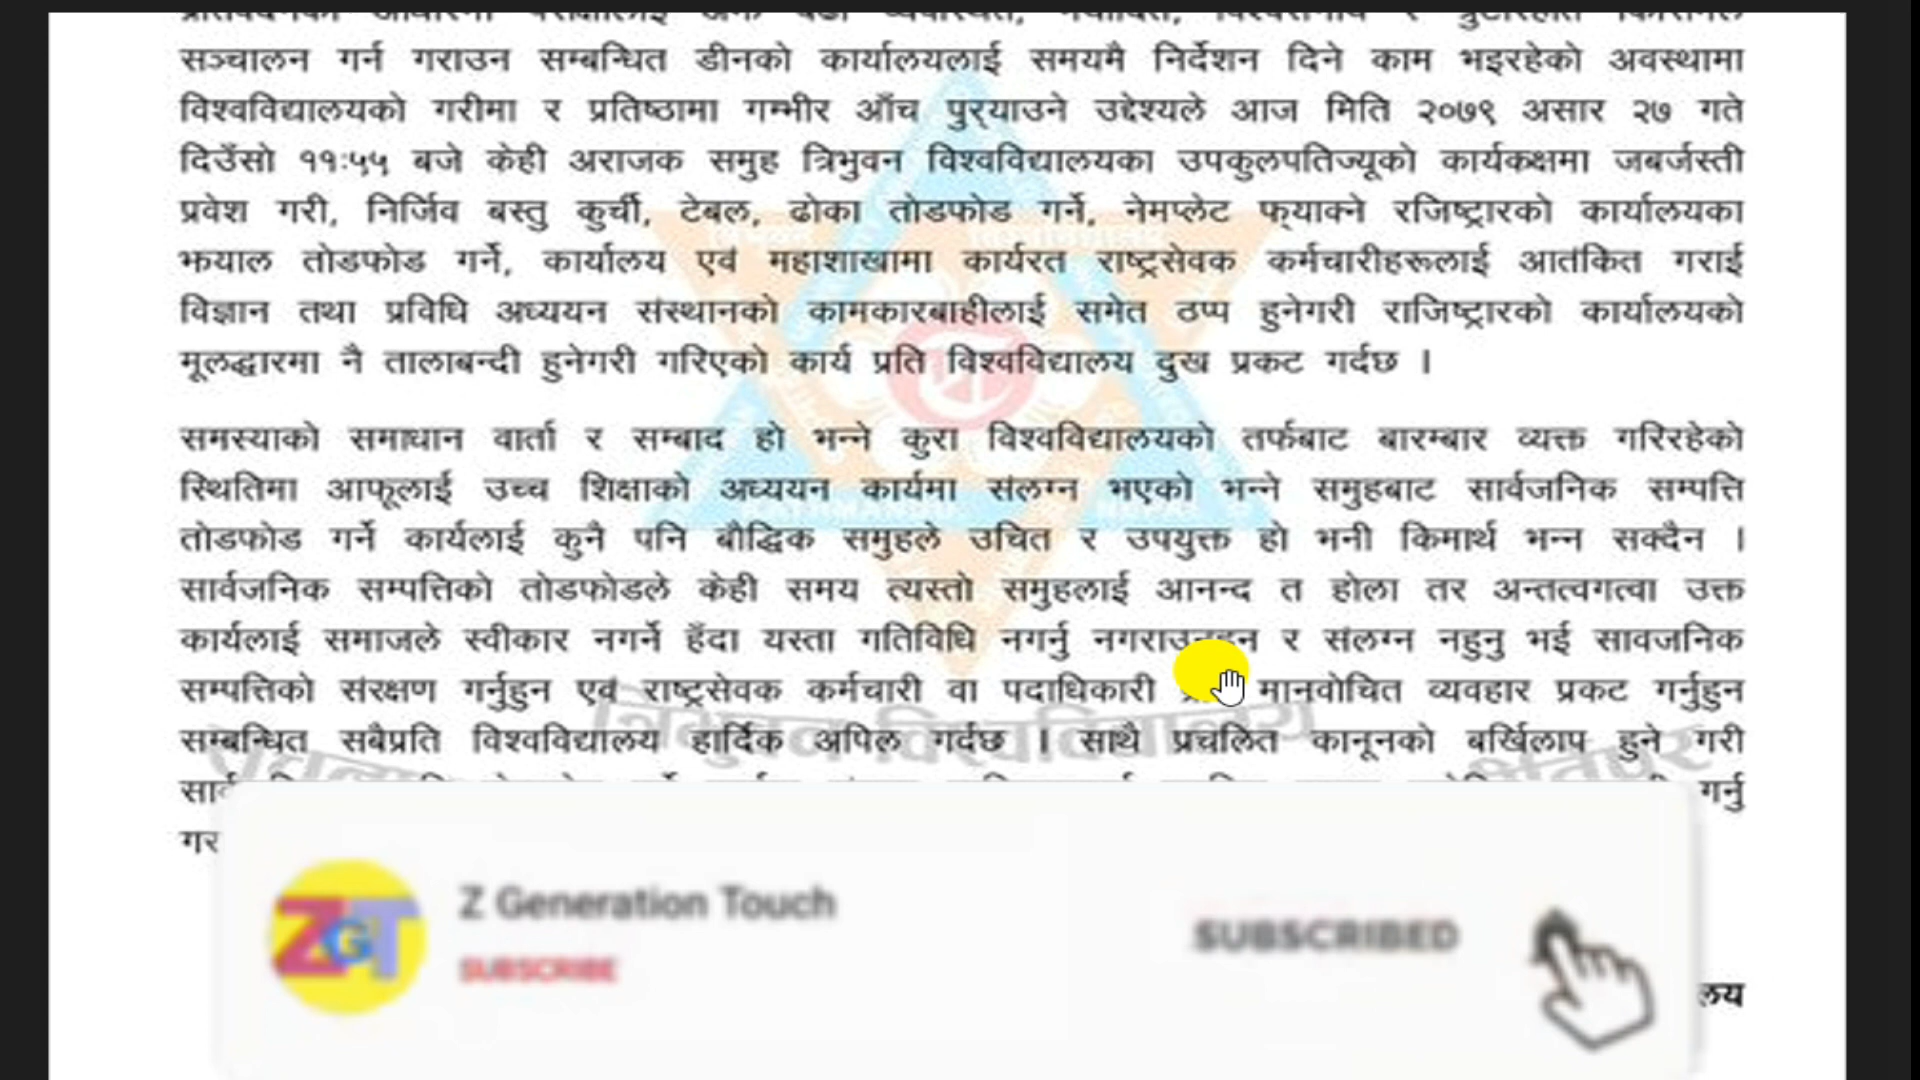 सञ्चालन गर्न गराउन सम्बन्धित डीनको कार्यालयलाई समयमै निर्देशन दिने काम भइरहेको अवस्थामा
विश्वविद्यालयको गरीमा र प्रतिष्ठामा गम्भीर आँच पुर्‍याउने उद्देश्यले आज मिति २०७९ असार २७ गते
दिउँसो ११:५५ बजे केही अराजक समुह त्रिभुवन विश्वविद्यालयका उपकुलपतिज्यूको कार्यकक्षमा जबर्जस्ती
प्रवेश गरी, निर्जिव बस्तु कुर्ची, टेबल, ढोका तोडफोड गर्ने, नेमप्लेट फ्याक्ने रजिष्ट्रारको कार्यालयका
झयाल तोडफोड गर्ने, कार्यालय एवं महाशाखामा कार्यरत राष्ट्रसेवक कर्मचारीहरूलाई आतंकित गराई
विज्ञान तथा प्रविधि अध्ययन संस्थानको कामकारबाहीलाई समेत ठप्प हुनेगरी राजिष्ट्रारको कार्यालयको
मूलद्धारमा नै तालाबन्दी हुनेगरी गरिएको कार्य प्रति विश्वविद्यालय दुख प्रकट गर्दछ ।
समस्याको समाधान वार्ता र सम्बाद हो भन्ने कुरा विश्वविद्यालयको तर्फबाट बारम्बार व्यक्त गरिरहेको
स्थितिमा आफूलाई उच्च शिक्षाको अध्ययन कार्यमा संलग्न भएको भन्ने समुहबाट सार्वजनिक सम्पत्ति
तोडफोड गर्ने कार्यलाई कुनै पनि बौद्धिक समुहले उचित र उपयुक्त हो भनी किमार्थ भन्न सक्दैन ।
सार्वजनिक सम्पत्तिको तोडफोडले केही समय त्यस्तो समुहलाई आनन्द त होला तर अन्तत्वगत्वा उक्त
कार्यलाई समाजले स्वीकार नगर्ने हुँदा यस्ता गतिविधि नगर्नु नगराउनुहुन र संलग्न नहुनु भई सावजनिक
सम्पत्तिको संरक्षण गर्नुहुन एवं राष्ट्रसेवक कर्मचारी वा पदाधिकारी मानवोचित व्यवहार प्रकट गर्नुहुन
सम्बन्धित सबैप्रति विश्वविद्यालय हार्दिक अपिल गर्दछ । साथै प्रचलित कानूनको बर्खिलाप हुने गरी
गर्नु
त्रिभुवन विश्वविद्यालय
Z Generation Touch
SUBSCRIBE
SUBSCRIBED
ZGT
KATHMANDU
NEPAL